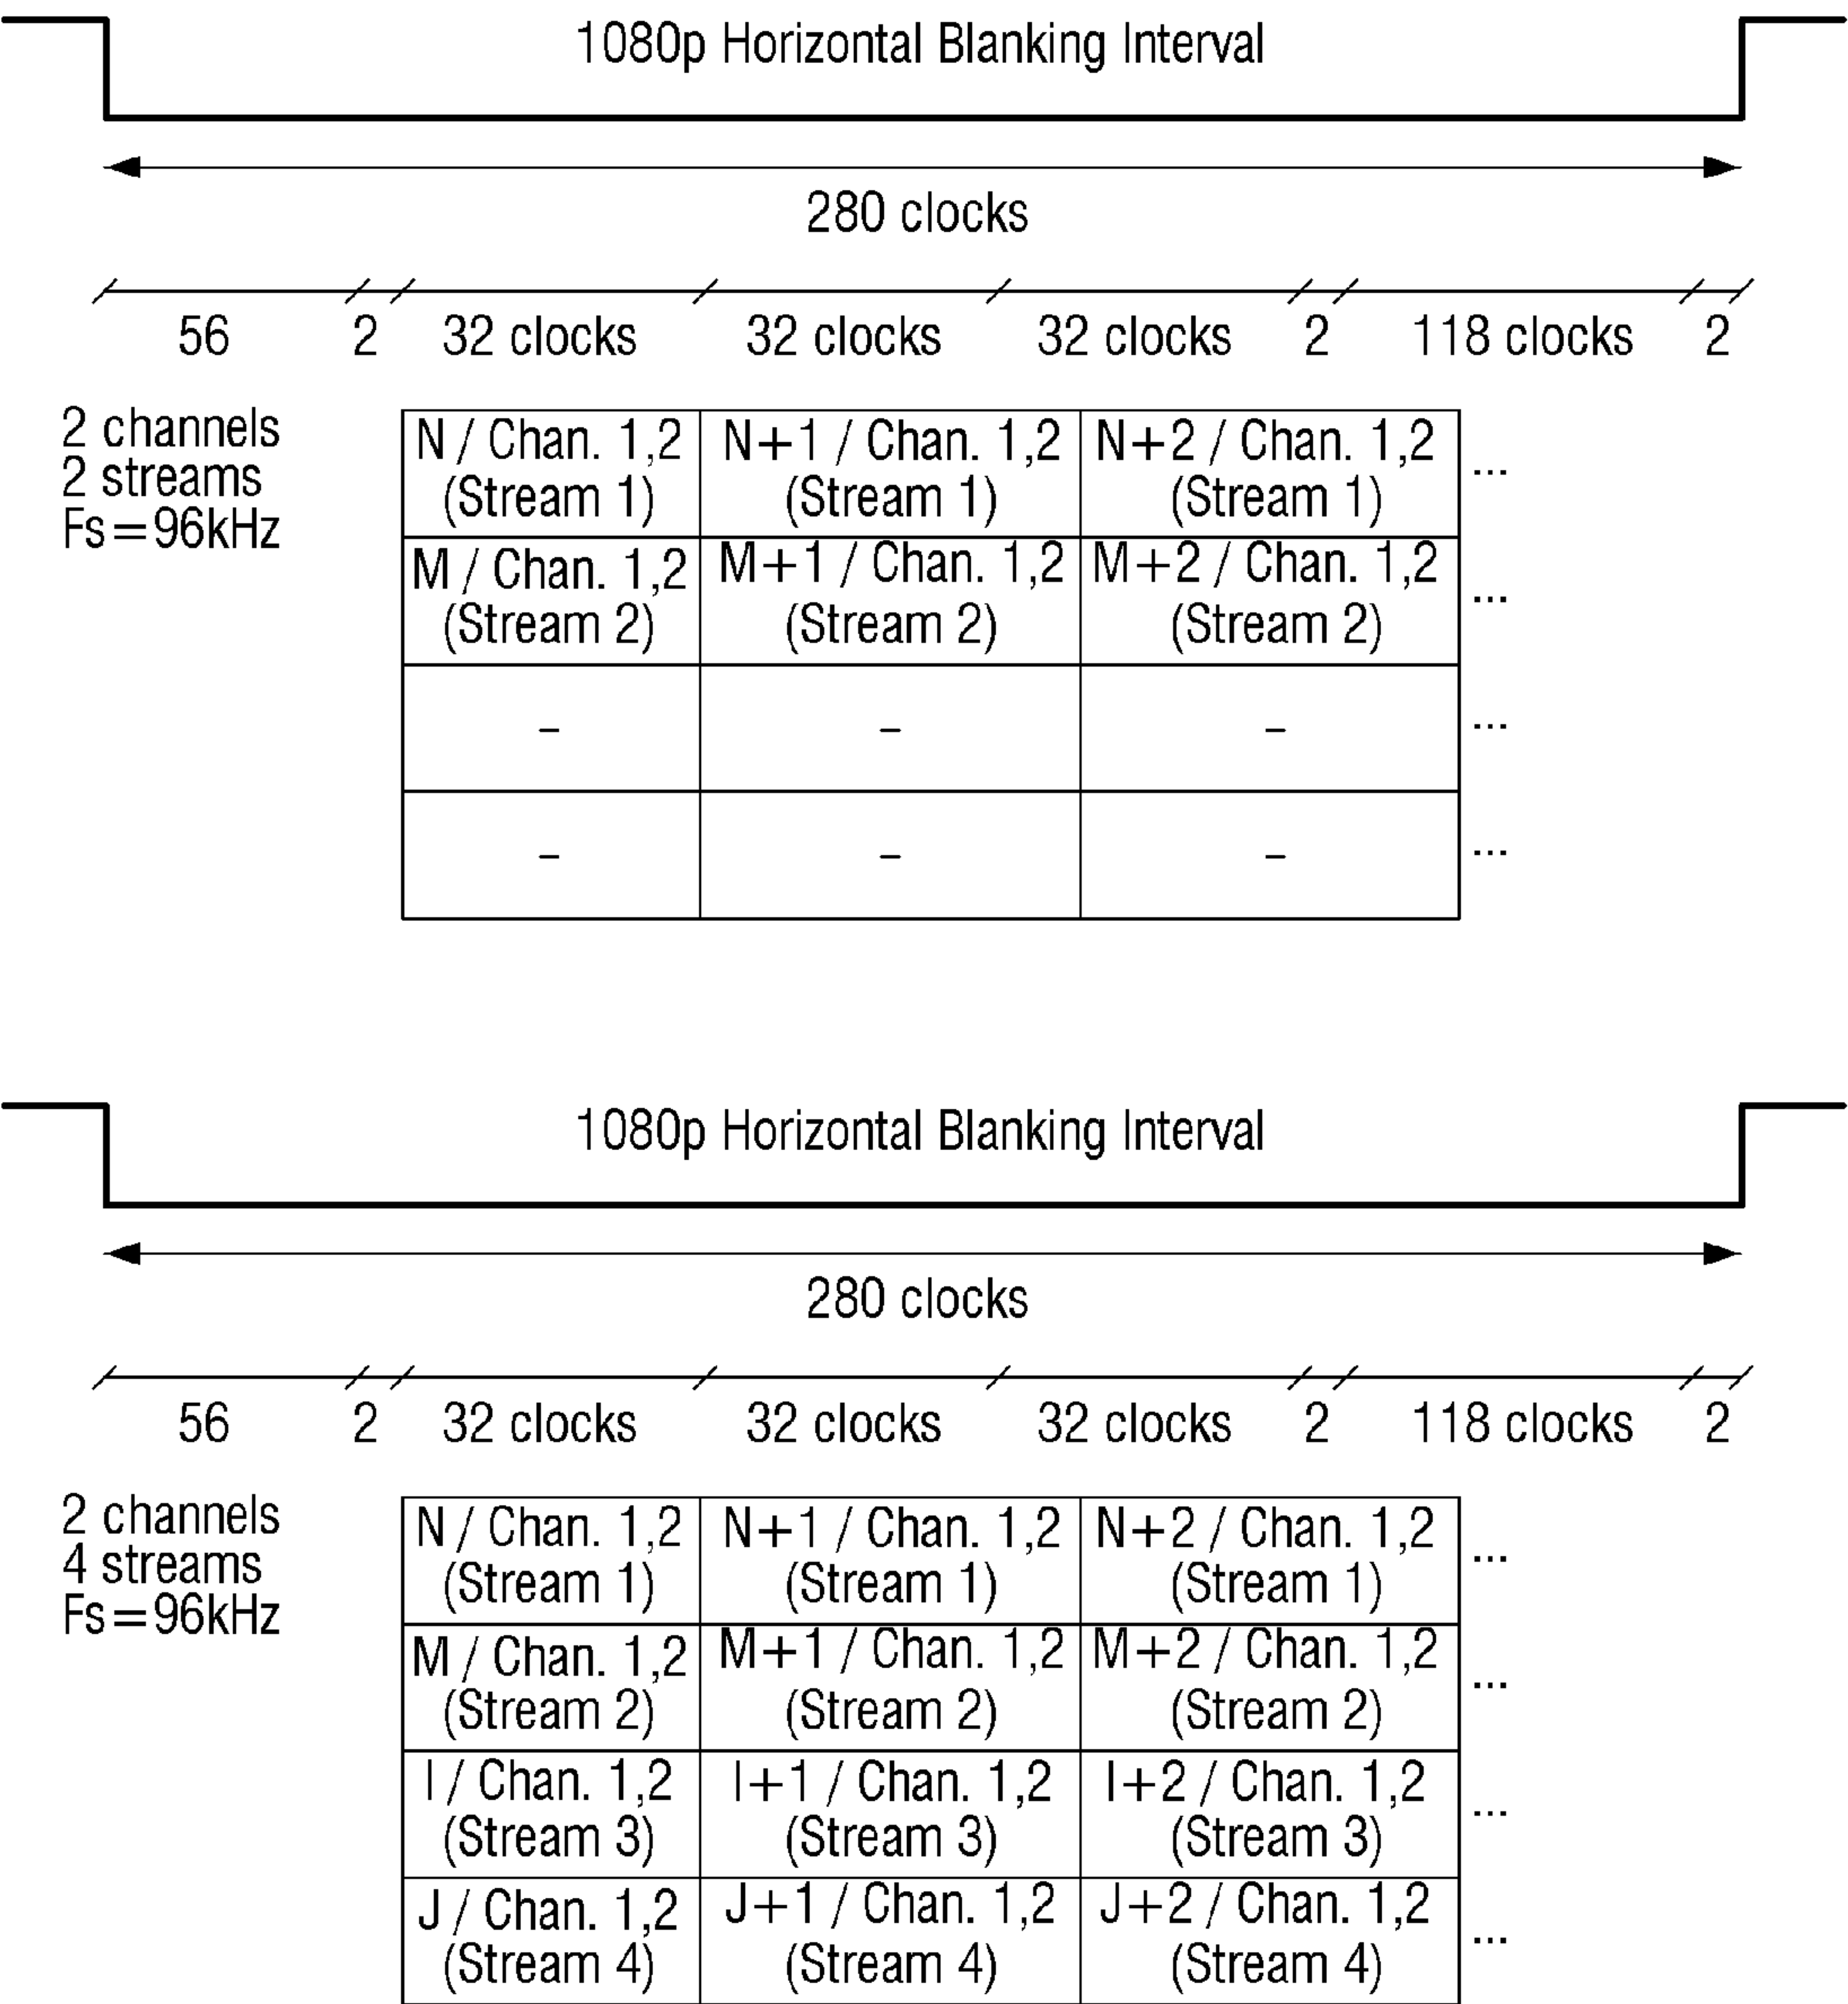 1080p Horizontal Blanking Interval
280 clocks
56 2 32 clocks 32 clocks 32 clocks 2 118 clocks 2
2 channels
2 streams
Fs=96kHz
N / Chan. 1,2 N+1 / Chan. 1,2 N+2 / Chan. 1,2 ...
(Stream 1) (Stream 1) (Stream 1)
M / Chan. 1,2 M+1 / Chan. 1,2 M+2 / Chan. 1,2 ...
(Stream 2) (Stream 2) (Stream 2)
– – – ...
– – – ...
1080p Horizontal Blanking Interval
280 clocks
56 2 32 clocks 32 clocks 32 clocks 2 118 clocks 2
2 channels
4 streams
Fs=96kHz
N / Chan. 1,2 N+1 / Chan. 1,2 N+2 / Chan. 1,2 ...
(Stream 1) (Stream 1) (Stream 1)
M / Chan. 1,2 M+1 / Chan. 1,2 M+2 / Chan. 1,2 ...
(Stream 2) (Stream 2) (Stream 2)
I / Chan. 1,2 I+1 / Chan. 1,2 I+2 / Chan. 1,2 ...
(Stream 3) (Stream 3) (Stream 3)
J / Chan. 1,2 J+1 / Chan. 1,2 J+2 / Chan. 1,2 ...
(Stream 4) (Stream 4) (Stream 4)